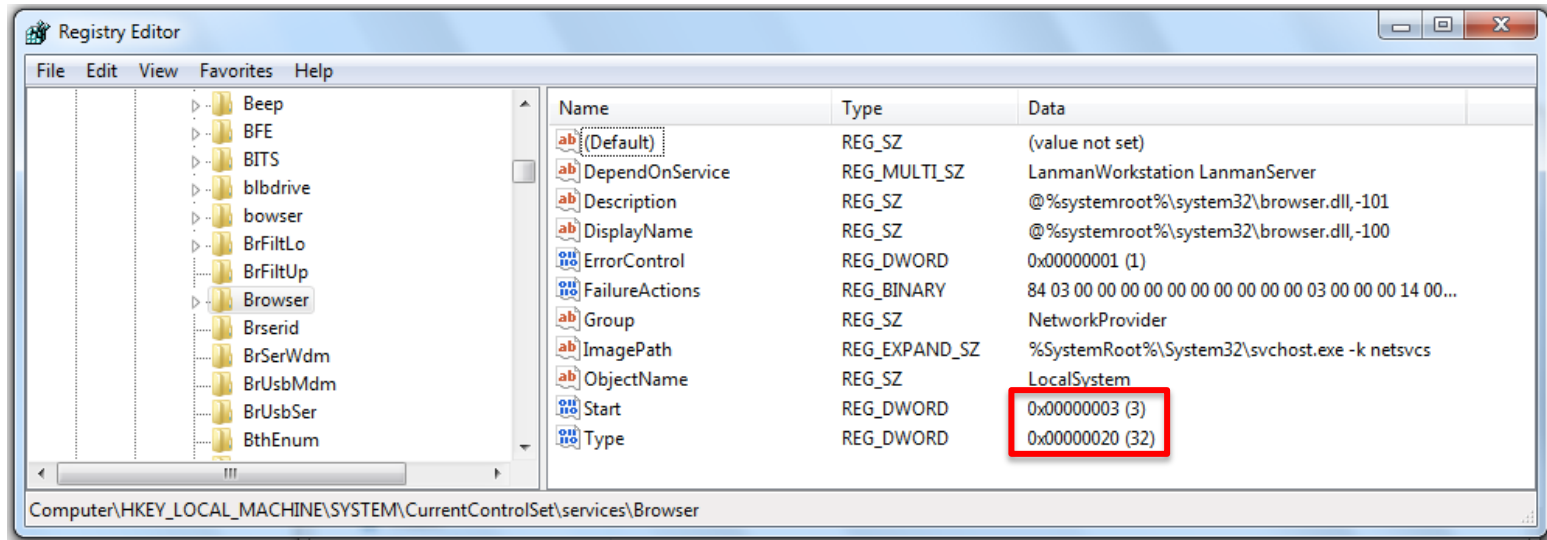 Registry Editor
File Edit View Favorites Help
Beep
BFE
BITS
blbdrive
bowser
BrFiltLo
BrFiltUp
Browser
Brserid
BrSerWdm
BrUsbMdm
BrUsbSer
BthEnum
Name Type Data
(Default) REG_SZ (value not set)
DependOnService REG_MULTI_SZ LanmanWorkstation LanmanServer
Description REG_SZ @%systemroot%\system32\browser.dll,-101
DisplayName REG_SZ @%systemroot%\system32\browser.dll,-100
ErrorControl REG_DWORD 0x00000001 (1)
FailureActions REG_BINARY 84 03 00 00 00 00 00 00 00 00 00 00 03 00 00 00 14 00...
Group REG_SZ NetworkProvider
ImagePath REG_EXPAND_SZ %SystemRoot%\System32\svchost.exe -k netsvcs
ObjectName REG_SZ LocalSystem
Start REG_DWORD 0x00000003 (3)
Type REG_DWORD 0x00000020 (32)
Computer\HKEY_LOCAL_MACHINE\SYSTEM\CurrentControlSet\services\Browser